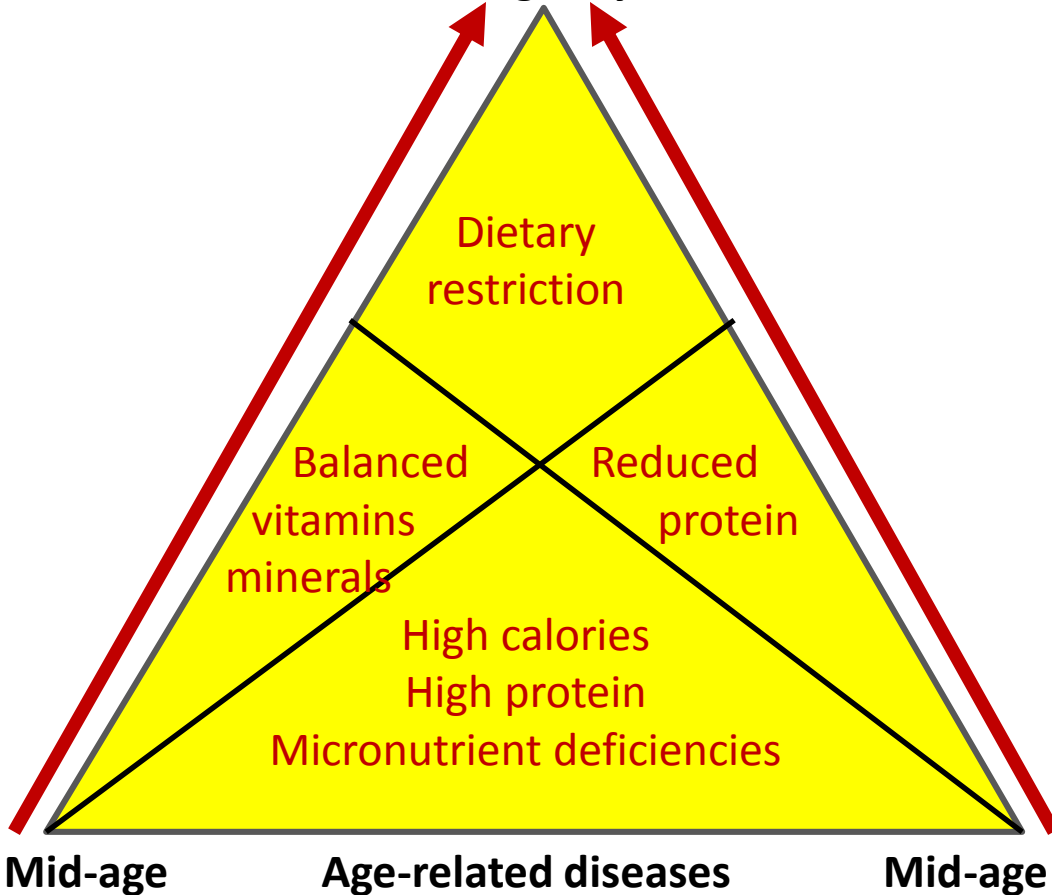 Dietary
restriction
Balanced
vitamins
minerals
Reduced
protein
High calories
High protein
Micronutrient deficiencies
Mid-age Age-related diseases Mid-age